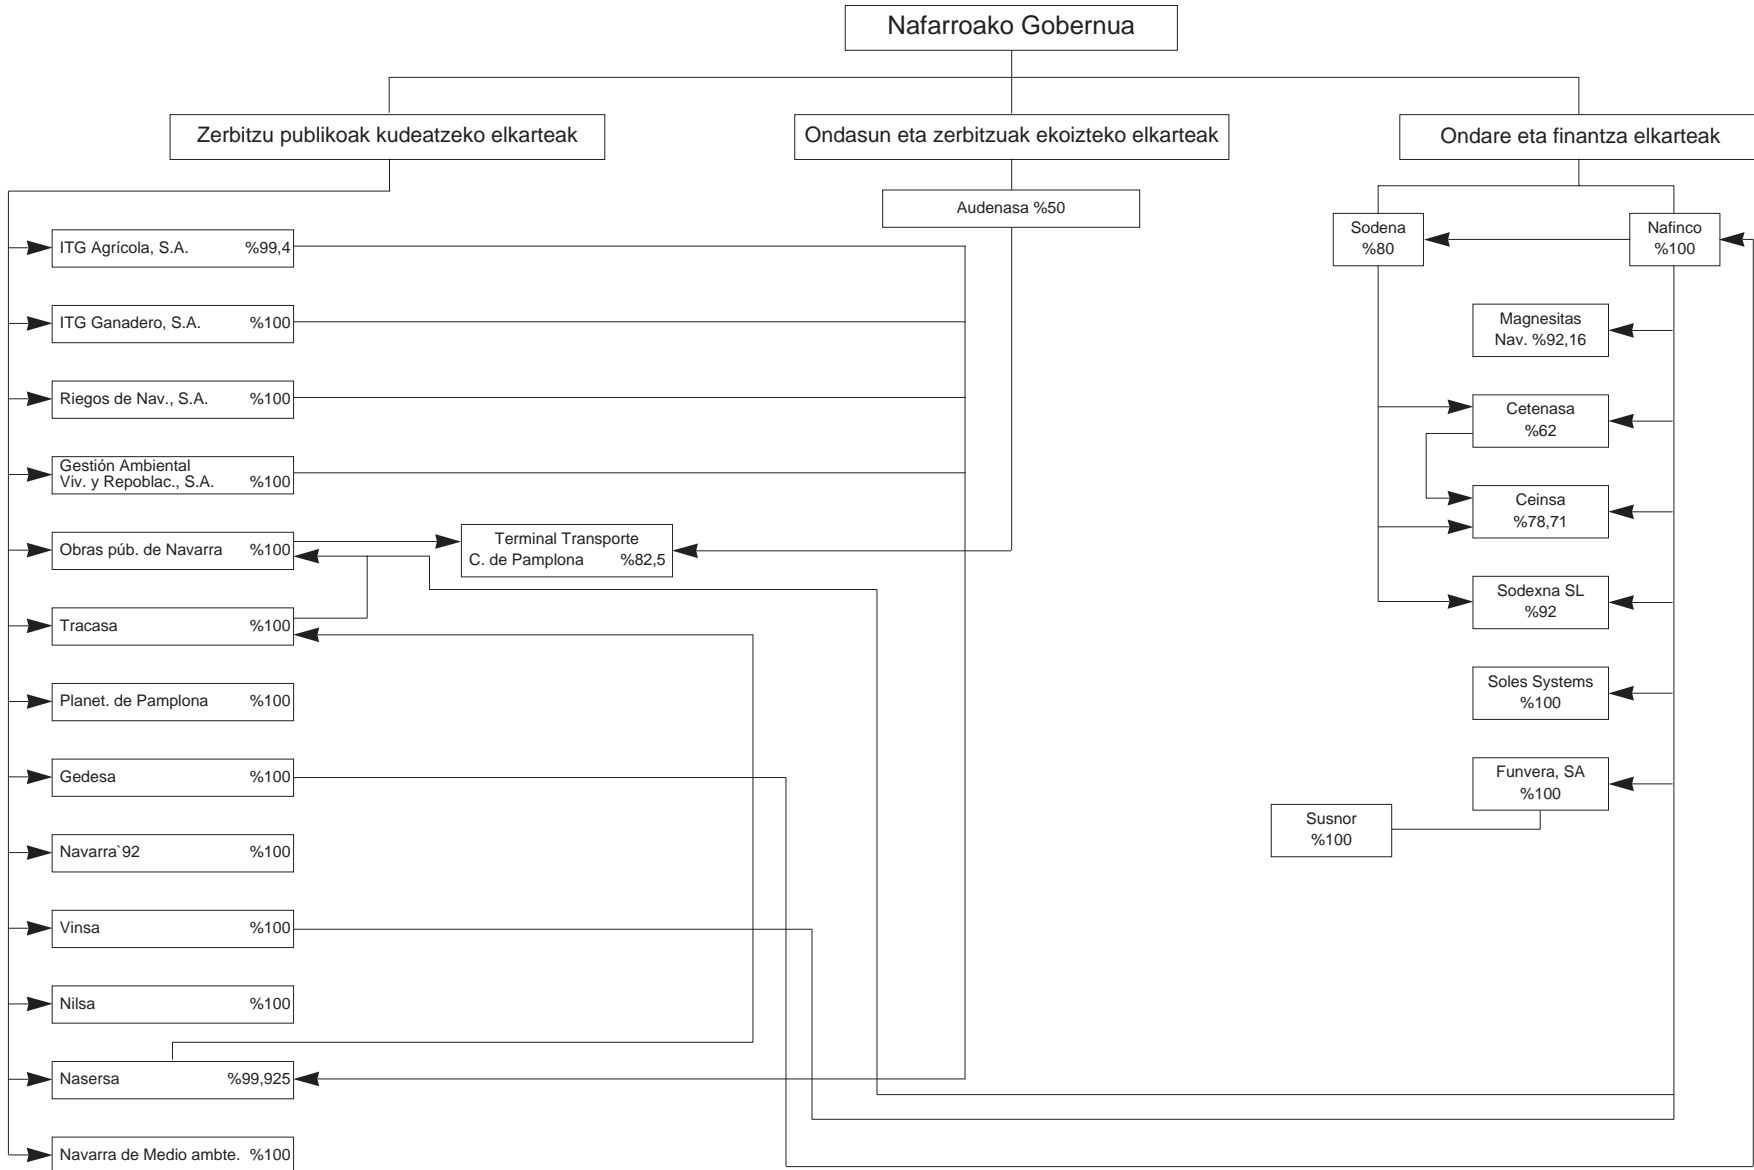 Nafarroako Gobernua
Zerbitzu publikoak kudeatzeko elkarteak
Ondasun eta zerbitzuak ekoizteko elkarteak
Ondare eta finantza elkarteak
Audenasa %50
ITG Agrícola, S.A. %99,4
ITG Ganadero, S.A. %100
Riegos de Nav., S.A. %100
Gestión Ambiental
Viv. y Repoblac., S.A. %100
Obras púb. de Navarra %100
Tracasa %100
Planet. de Pamplona %100
Gedesa %100
Navarra`92 %100
Vinsa %100
Nilsa %100
Nasersa %99,925
Navarra de Medio ambte. %100
Terminal Transporte
C. de Pamplona %82,5
Sodena
%80
Nafinco
%100
Magnesitas
Nav. %92,16
Cetenasa
%62
Ceinsa
%78,71
Sodexna SL
%92
Soles Systems
%100
Funvera, SA
%100
Susnor
%100